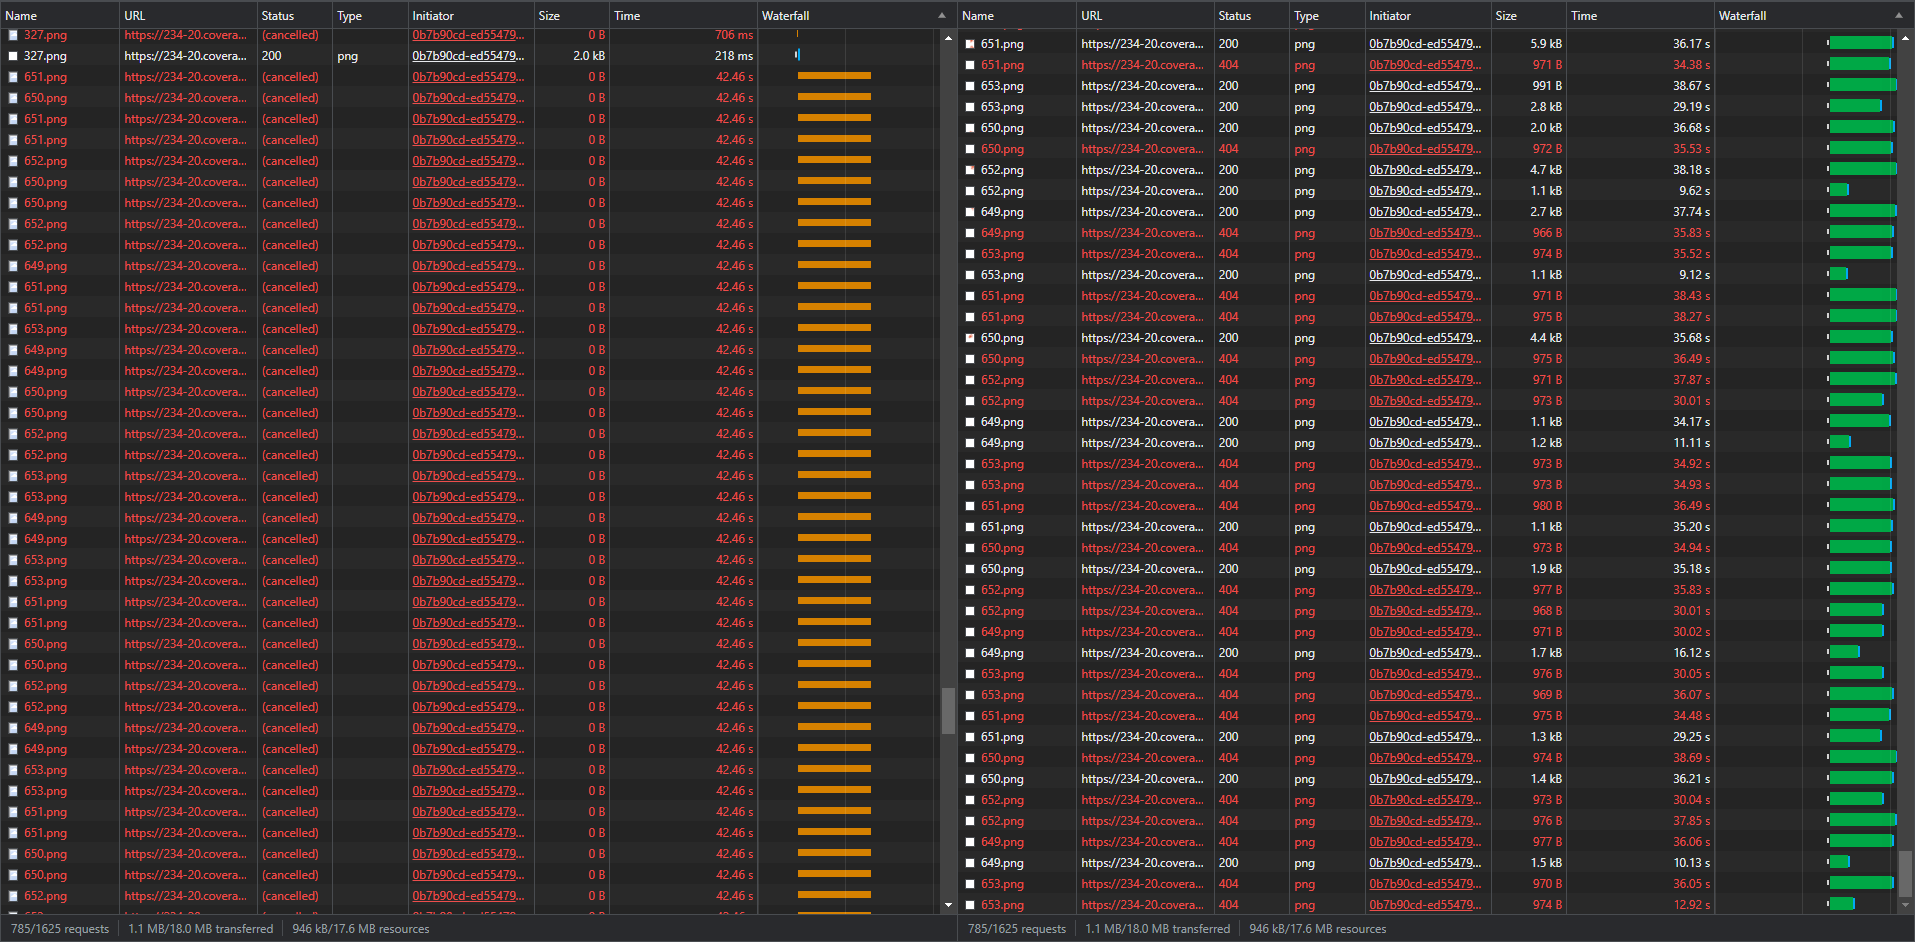 Name URL Status Type Initiator Size Time Waterfall
327.png https://234-20.covera... (cancelled) 0b7b90cd-ed55479... 0 B 706 ms
327.png https://234-20.covera... 200 png 0b7b90cd-ed55479... 2.0 kB 218 ms
651.png https://234-20.covera... (cancelled) 0b7b90cd-ed55479... 0 B 42.46 s
650.png https://234-20.covera... (cancelled) 0b7b90cd-ed55479... 0 B 42.46 s
651.png https://234-20.covera... (cancelled) 0b7b90cd-ed55479... 0 B 42.46 s
651.png https://234-20.covera... (cancelled) 0b7b90cd-ed55479... 0 B 42.46 s
652.png https://234-20.covera... (cancelled) 0b7b90cd-ed55479... 0 B 42.46 s
650.png https://234-20.covera... (cancelled) 0b7b90cd-ed55479... 0 B 42.46 s
650.png https://234-20.covera... (cancelled) 0b7b90cd-ed55479... 0 B 42.46 s
652.png https://234-20.covera... (cancelled) 0b7b90cd-ed55479... 0 B 42.46 s
652.png https://234-20.covera... (cancelled) 0b7b90cd-ed55479... 0 B 42.46 s
649.png https://234-20.covera... (cancelled) 0b7b90cd-ed55479... 0 B 42.46 s
651.png https://234-20.covera... (cancelled) 0b7b90cd-ed55479... 0 B 42.46 s
651.png https://234-20.covera... (cancelled) 0b7b90cd-ed55479... 0 B 42.46 s
653.png https://234-20.covera... (cancelled) 0b7b90cd-ed55479... 0 B 42.46 s
649.png https://234-20.covera... (cancelled) 0b7b90cd-ed55479... 0 B 42.46 s
649.png https://234-20.covera... (cancelled) 0b7b90cd-ed55479... 0 B 42.46 s
650.png https://234-20.covera... (cancelled) 0b7b90cd-ed55479... 0 B 42.46 s
650.png https://234-20.covera... (cancelled) 0b7b90cd-ed55479... 0 B 42.46 s
652.png https://234-20.covera... (cancelled) 0b7b90cd-ed55479... 0 B 42.46 s
652.png https://234-20.covera... (cancelled) 0b7b90cd-ed55479... 0 B 42.46 s
653.png https://234-20.covera... (cancelled) 0b7b90cd-ed55479... 0 B 42.46 s
653.png https://234-20.covera... (cancelled) 0b7b90cd-ed55479... 0 B 42.46 s
649.png https://234-20.covera... (cancelled) 0b7b90cd-ed55479... 0 B 42.46 s
649.png https://234-20.covera... (cancelled) 0b7b90cd-ed55479... 0 B 42.46 s
653.png https://234-20.covera... (cancelled) 0b7b90cd-ed55479... 0 B 42.46 s
653.png https://234-20.covera... (cancelled) 0b7b90cd-ed55479... 0 B 42.46 s
651.png https://234-20.covera... (cancelled) 0b7b90cd-ed55479... 0 B 42.46 s
651.png https://234-20.covera... (cancelled) 0b7b90cd-ed55479... 0 B 42.46 s
650.png https://234-20.covera... (cancelled) 0b7b90cd-ed55479... 0 B 42.46 s
650.png https://234-20.covera... (cancelled) 0b7b90cd-ed55479... 0 B 42.46 s
652.png https://234-20.covera... (cancelled) 0b7b90cd-ed55479... 0 B 42.46 s
652.png https://234-20.covera... (cancelled) 0b7b90cd-ed55479... 0 B 42.46 s
649.png https://234-20.covera... (cancelled) 0b7b90cd-ed55479... 0 B 42.46 s
649.png https://234-20.covera... (cancelled) 0b7b90cd-ed55479... 0 B 42.46 s
653.png https://234-20.covera... (cancelled) 0b7b90cd-ed55479... 0 B 42.46 s
653.png https://234-20.covera... (cancelled) 0b7b90cd-ed55479... 0 B 42.46 s
651.png https://234-20.covera... (cancelled) 0b7b90cd-ed55479... 0 B 42.46 s
651.png https://234-20.covera... (cancelled) 0b7b90cd-ed55479... 0 B 42.46 s
650.png https://234-20.covera... (cancelled) 0b7b90cd-ed55479... 0 B 42.46 s
650.png https://234-20.covera... (cancelled) 0b7b90cd-ed55479... 0 B 42.46 s
652.png https://234-20.covera... (cancelled) 0b7b90cd-ed55479... 0 B 42.46 s
785/1625 requests 1.1 MB/18.0 MB transferred 946 kB/17.6 MB resources
Name URL Status Type Initiator Size Time Waterfall
651.png https://234-20.covera... 200 png 0b7b90cd-ed55479... 5.9 kB 36.17 s
651.png https://234-20.covera... 404 png 0b7b90cd-ed55479... 971 B 34.38 s
653.png https://234-20.covera... 200 png 0b7b90cd-ed55479... 991 B 38.67 s
653.png https://234-20.covera... 200 png 0b7b90cd-ed55479... 2.8 kB 29.19 s
650.png https://234-20.covera... 200 png 0b7b90cd-ed55479... 2.0 kB 36.68 s
650.png https://234-20.covera... 404 png 0b7b90cd-ed55479... 972 B 35.53 s
652.png https://234-20.covera... 200 png 0b7b90cd-ed55479... 4.7 kB 38.18 s
652.png https://234-20.covera... 200 png 0b7b90cd-ed55479... 1.1 kB 9.62 s
649.png https://234-20.covera... 200 png 0b7b90cd-ed55479... 2.7 kB 37.74 s
649.png https://234-20.covera... 404 png 0b7b90cd-ed55479... 966 B 35.83 s
653.png https://234-20.covera... 404 png 0b7b90cd-ed55479... 974 B 35.52 s
653.png https://234-20.covera... 200 png 0b7b90cd-ed55479... 1.1 kB 9.12 s
651.png https://234-20.covera... 404 png 0b7b90cd-ed55479... 971 B 38.43 s
651.png https://234-20.covera... 404 png 0b7b90cd-ed55479... 975 B 38.27 s
650.png https://234-20.covera... 200 png 0b7b90cd-ed55479... 4.4 kB 35.68 s
650.png https://234-20.covera... 404 png 0b7b90cd-ed55479... 975 B 36.49 s
652.png https://234-20.covera... 404 png 0b7b90cd-ed55479... 971 B 37.87 s
652.png https://234-20.covera... 404 png 0b7b90cd-ed55479... 973 B 30.01 s
649.png https://234-20.covera... 200 png 0b7b90cd-ed55479... 1.1 kB 34.17 s
649.png https://234-20.covera... 200 png 0b7b90cd-ed55479... 1.2 kB 11.11 s
653.png https://234-20.covera... 404 png 0b7b90cd-ed55479... 973 B 34.92 s
653.png https://234-20.covera... 404 png 0b7b90cd-ed55479... 973 B 34.93 s
651.png https://234-20.covera... 404 png 0b7b90cd-ed55479... 980 B 36.49 s
651.png https://234-20.covera... 200 png 0b7b90cd-ed55479... 1.1 kB 35.20 s
650.png https://234-20.covera... 404 png 0b7b90cd-ed55479... 973 B 34.94 s
650.png https://234-20.covera... 200 png 0b7b90cd-ed55479... 1.9 kB 35.18 s
652.png https://234-20.covera... 404 png 0b7b90cd-ed55479... 977 B 35.83 s
652.png https://234-20.covera... 404 png 0b7b90cd-ed55479... 968 B 30.01 s
649.png https://234-20.covera... 404 png 0b7b90cd-ed55479... 971 B 30.02 s
649.png https://234-20.covera... 200 png 0b7b90cd-ed55479... 1.7 kB 16.12 s
653.png https://234-20.covera... 404 png 0b7b90cd-ed55479... 976 B 30.05 s
653.png https://234-20.covera... 404 png 0b7b90cd-ed55479... 969 B 36.07 s
651.png https://234-20.covera... 404 png 0b7b90cd-ed55479... 975 B 34.48 s
651.png https://234-20.covera... 200 png 0b7b90cd-ed55479... 1.3 kB 29.25 s
650.png https://234-20.covera... 404 png 0b7b90cd-ed55479... 974 B 38.69 s
650.png https://234-20.covera... 200 png 0b7b90cd-ed55479... 1.4 kB 36.21 s
652.png https://234-20.covera... 404 png 0b7b90cd-ed55479... 973 B 30.04 s
652.png https://234-20.covera... 404 png 0b7b90cd-ed55479... 976 B 37.85 s
649.png https://234-20.covera... 404 png 0b7b90cd-ed55479... 977 B 36.06 s
649.png https://234-20.covera... 200 png 0b7b90cd-ed55479... 1.5 kB 10.13 s
653.png https://234-20.covera... 404 png 0b7b90cd-ed55479... 970 B 36.05 s
653.png https://234-20.covera... 404 png 0b7b90cd-ed55479... 974 B 12.92 s
785/1625 requests 1.1 MB/18.0 MB transferred 946 kB/17.6 MB resources